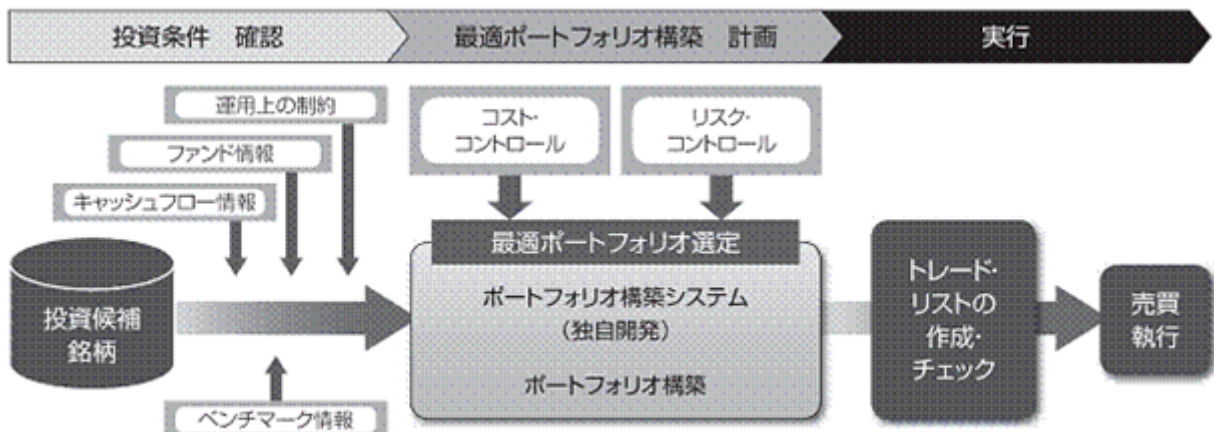 投資条件 確認
最適ポートフォリオ構築 計画
実行
運用上の制約
ファンド情報
キャッシュフロー情報
投資候補
銘柄
ベンチマーク情報
コスト・
コントロール
リスク・
コントロール
最適ポートフォリオ選定
ポートフォリオ構築システム
（独自開発）
ポートフォリオ構築
トレード・
リストの
作成・
チェック
売買
執行